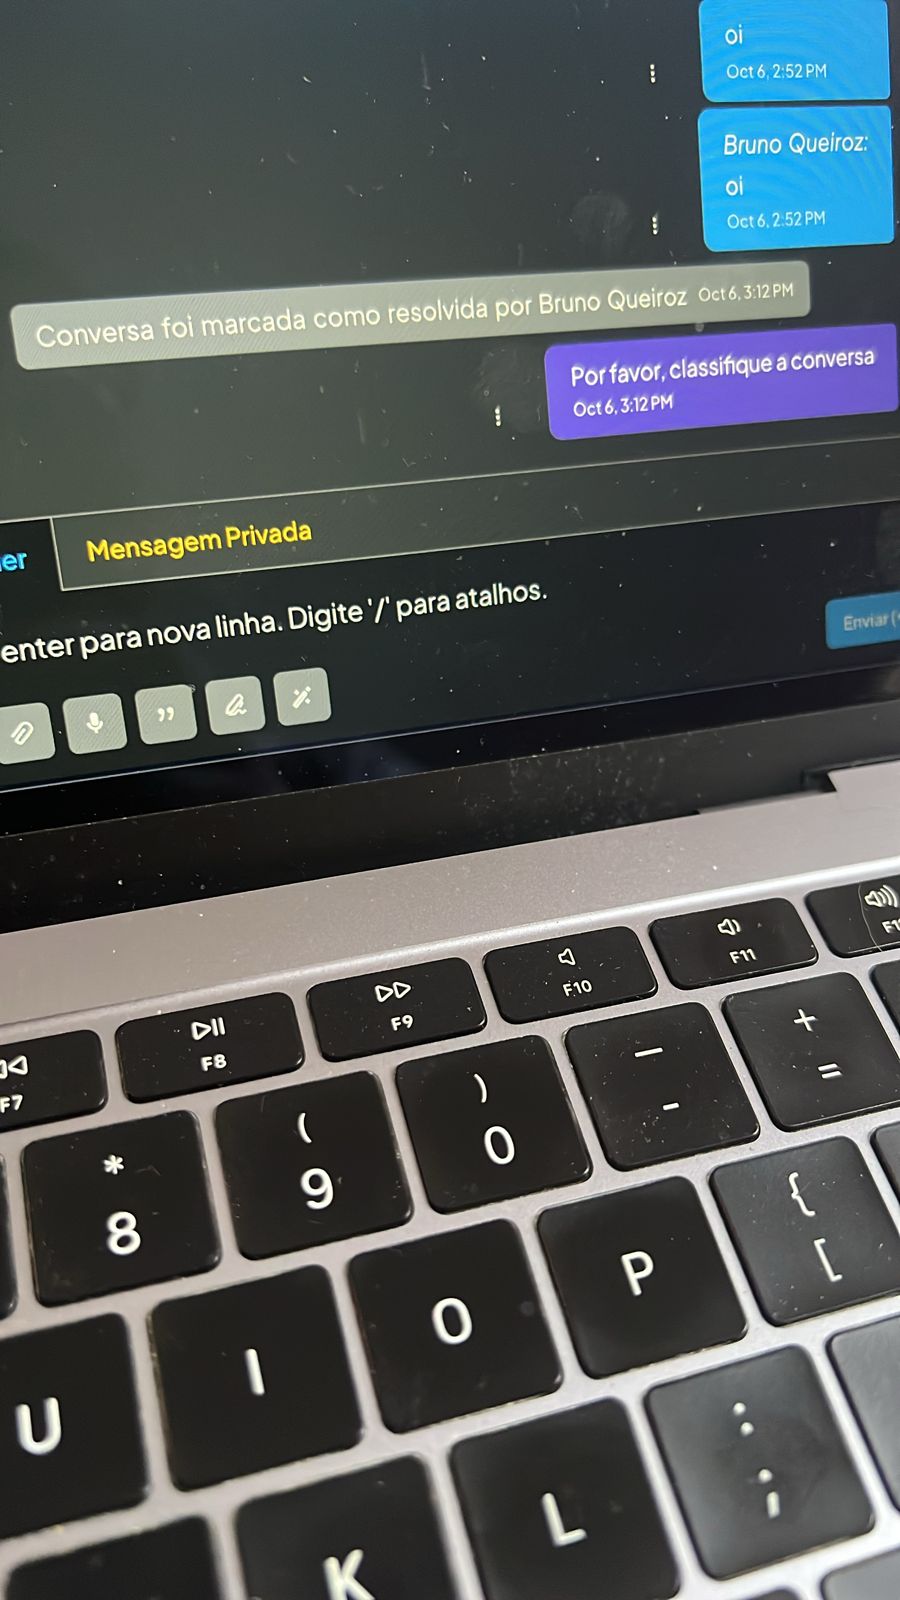 oi
Oct 6, 2:52 PM
Bruno Queiroz:
oi
Oct 6, 2:52 PM
Conversa foi marcada como resolvida por Bruno Queiroz Oct 6, 3:12 PM
Por favor, classifique a conversa
Oct 6, 3:12 PM
er Mensagem Privada
enter para nova linha. Digite '/' para atalhos.
Enviar (
F7 F8 F9 F10 F11
* ( ) — +
8 9 0 - =
U I O P { [
K L : ;